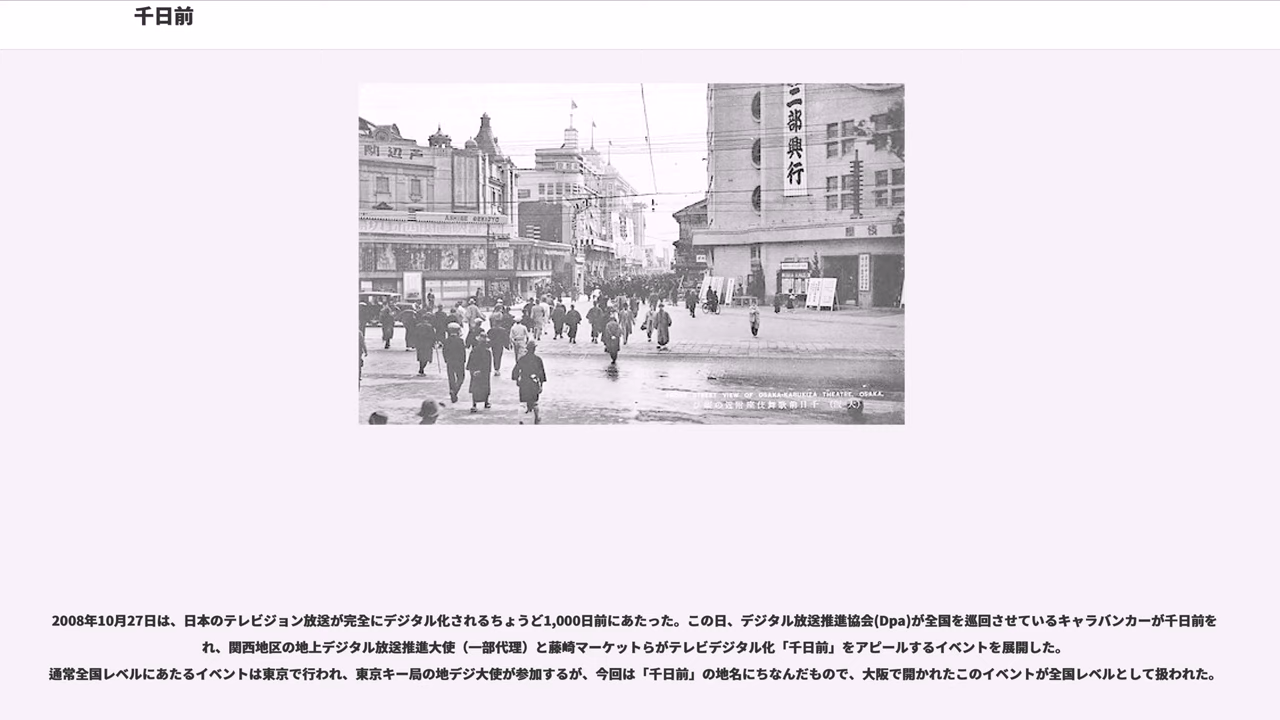 千日前
二部興行
ASHIBE GEKIJYO
STREET VIEW OF OSAKA-KABUKIZA THEATRE, OSAKA.
2008年10月27日は、日本のテレビジョン放送が完全にデジタル化されるちょうど1,000日前にあたった。この日、デジタル放送推進協会(Dpa)が全国を巡回させているキャラバンカーが千日前を
れ、関西地区の地上デジタル放送推進大使（一部代理）と藤崎マーケットらがテレビデジタル化「千日前」をアピールするイベントを展開した。
通常全国レベルにあたるイベントは東京で行われ、東京キー局の地デジ大使が参加するが、今回は「千日前」の地名にちなんだもので、大阪で開かれたこのイベントが全国レベルとして扱われた。